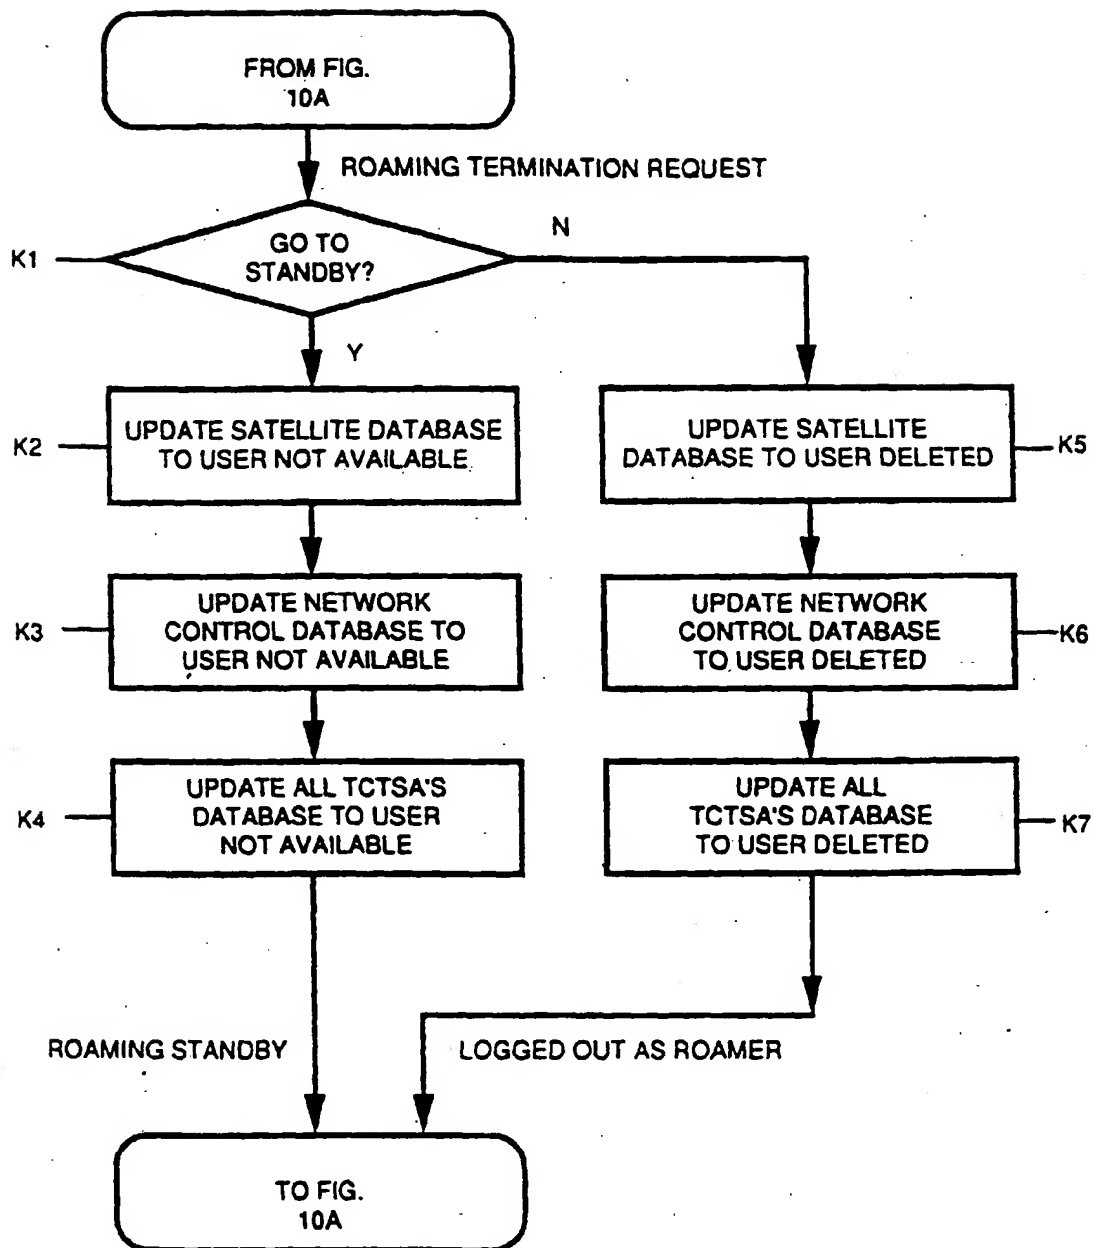 FROM FIG.
10A
ROAMING TERMINATION REQUEST
K1
GO TO
STANDBY?
N
Y
K2
UPDATE SATELLITE DATABASE
TO USER NOT AVAILABLE
UPDATE SATELLITE
DATABASE TO USER DELETED
K5
K3
UPDATE NETWORK
CONTROL DATABASE TO
USER NOT AVAILABLE
UPDATE NETWORK
CONTROL DATABASE
TO USER DELETED
K6
K4
UPDATE ALL TCTSA'S
DATABASE TO USER
NOT AVAILABLE
UPDATE ALL
TCTSA'S DATABASE
TO USER DELETED
K7
ROAMING STANDBY
LOGGED OUT AS ROAMER
TO FIG.
10A